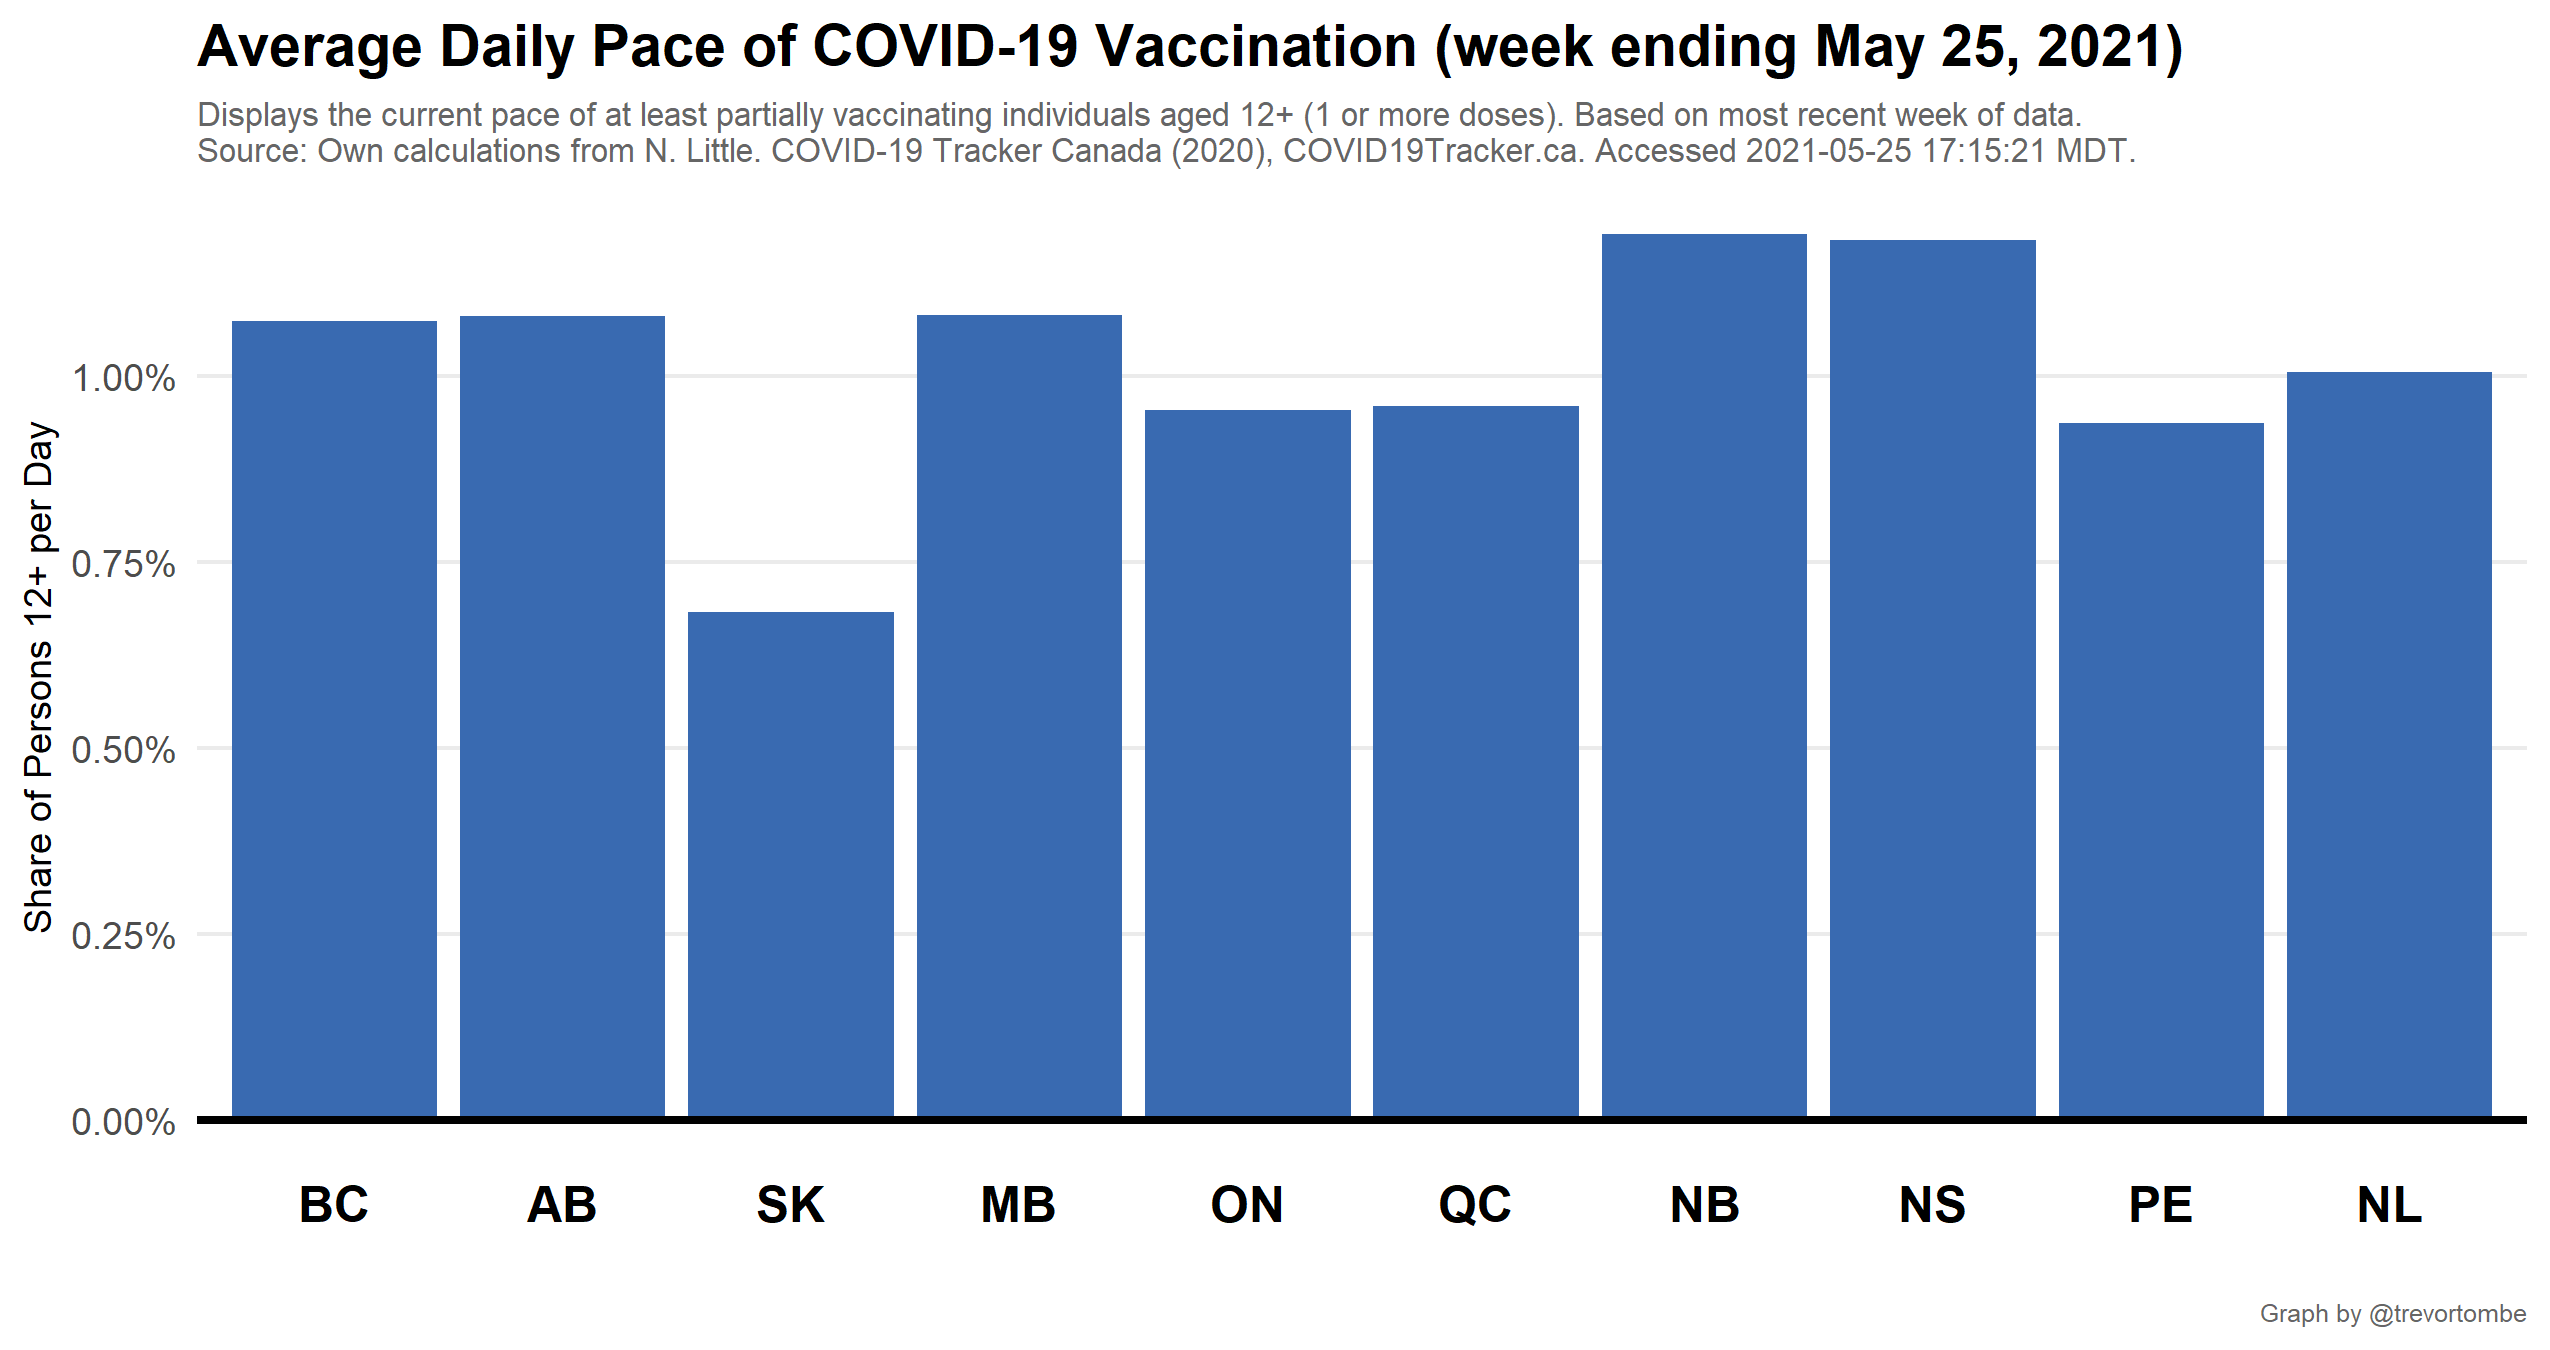 Average Daily Pace of COVID-19 Vaccination (week ending May 25, 2021)
Displays the current pace of at least partially vaccinating individuals aged 12+ (1 or more doses). Based on most recent week of data.
Source: Own calculations from N. Little. COVID-19 Tracker Canada (2020), COVID19Tracker.ca. Accessed 2021-05-25 17:15:21 MDT.
Share of Persons 12+ per Day
1.00%
0.75%
0.50%
0.25%
0.00%
BC AB SK MB ON QC NB NS PE NL
Graph by @trevortombe